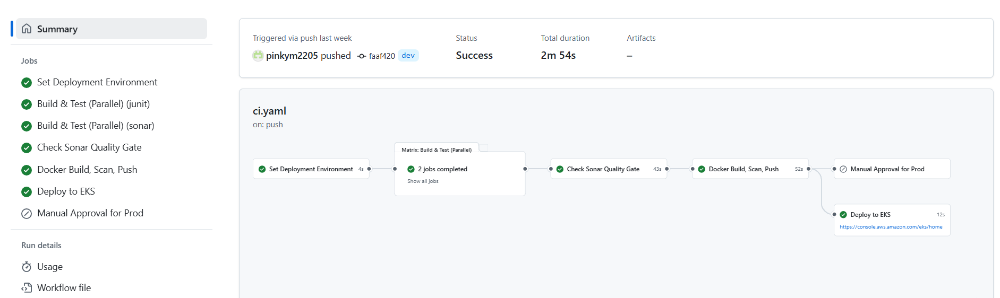 Summary
Jobs
Set Deployment Environment
Build & Test (Parallel) (junit)
Build & Test (Parallel) (sonar)
Check Sonar Quality Gate
Docker Build, Scan, Push
Deploy to EKS
Manual Approval for Prod
Run details
Usage
Workflow file
Triggered via push last week
pinkym2205 pushed faaf420 dev
Status
Success
Total duration
2m 54s
Artifacts
–
ci.yaml
on: push
Set Deployment Environment 4s
Matrix: Build & Test (Parallel)
2 jobs completed
Show all jobs
Check Sonar Quality Gate 43s
Docker Build, Scan, Push 52s
Manual Approval for Prod
Deploy to EKS 12s
https://console.aws.amazon.com/eks/home